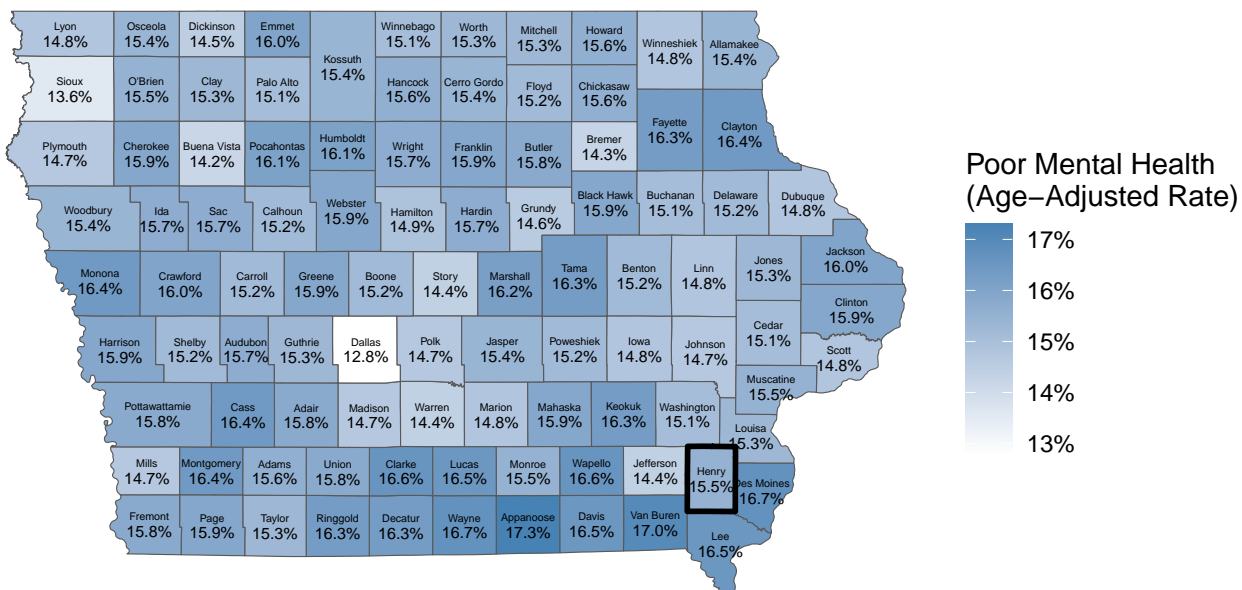 Lyon
14.8%
Osceola
15.4%
Dickinson
14.5%
Emmet
16.0%
Kossuth
15.4%
Winnebago
15.1%
Worth
15.3%
Mitchell
15.3%
Howard
15.6%
Winneshiek
14.8%
Allamakee
15.4%
Sioux
13.6%
O'Brien
15.5%
Clay
15.3%
Palo Alto
15.1%
Hancock
15.6%
Cerro Gordo
15.4%
Floyd
15.2%
Chickasaw
15.6%
Fayette
16.3%
Clayton
16.4%
Plymouth
14.7%
Cherokee
15.9%
Buena Vista
14.2%
Pocahontas
16.1%
Humboldt
16.1%
Wright
15.7%
Franklin
15.9%
Butler
15.8%
Bremer
14.3%
Woodbury
15.4%
Ida
15.7%
Sac
15.7%
Calhoun
15.2%
Webster
15.9%
Hamilton
14.9%
Hardin
15.7%
Grundy
14.6%
Black Hawk
15.9%
Buchanan
15.1%
Delaware
15.2%
Dubuque
14.8%
Monona
16.4%
Crawford
16.0%
Carroll
15.2%
Greene
15.9%
Boone
15.2%
Story
14.4%
Marshall
16.2%
Tama
16.3%
Benton
15.2%
Linn
14.8%
Jones
15.3%
Jackson
16.0%
Clinton
15.9%
Harrison
15.9%
Shelby
15.2%
Audubon
15.7%
Guthrie
15.3%
Dallas
12.8%
Polk
14.7%
Jasper
15.4%
Poweshiek
15.2%
Iowa
14.8%
Johnson
14.7%
Cedar
15.1%
Scott
14.8%
Muscatine
15.5%
Pottawattamie
15.8%
Cass
16.4%
Adair
15.8%
Madison
14.7%
Warren
14.4%
Marion
14.8%
Mahaska
15.9%
Keokuk
16.3%
Washington
15.1%
Louisa
15.3%
Mills
14.7%
Montgomery
16.4%
Adams
15.6%
Union
15.8%
Clarke
16.6%
Lucas
16.5%
Monroe
15.5%
Wapello
16.6%
Jefferson
14.4%
Henry
15.5%
Des Moines
16.7%
Fremont
15.8%
Page
15.9%
Taylor
15.3%
Ringgold
16.3%
Decatur
16.3%
Wayne
16.7%
Appanoose
17.3%
Davis
16.5%
Van Buren
17.0%
Lee
16.5%
Poor Mental Health
(Age−Adjusted Rate)
17%
16%
15%
14%
13%